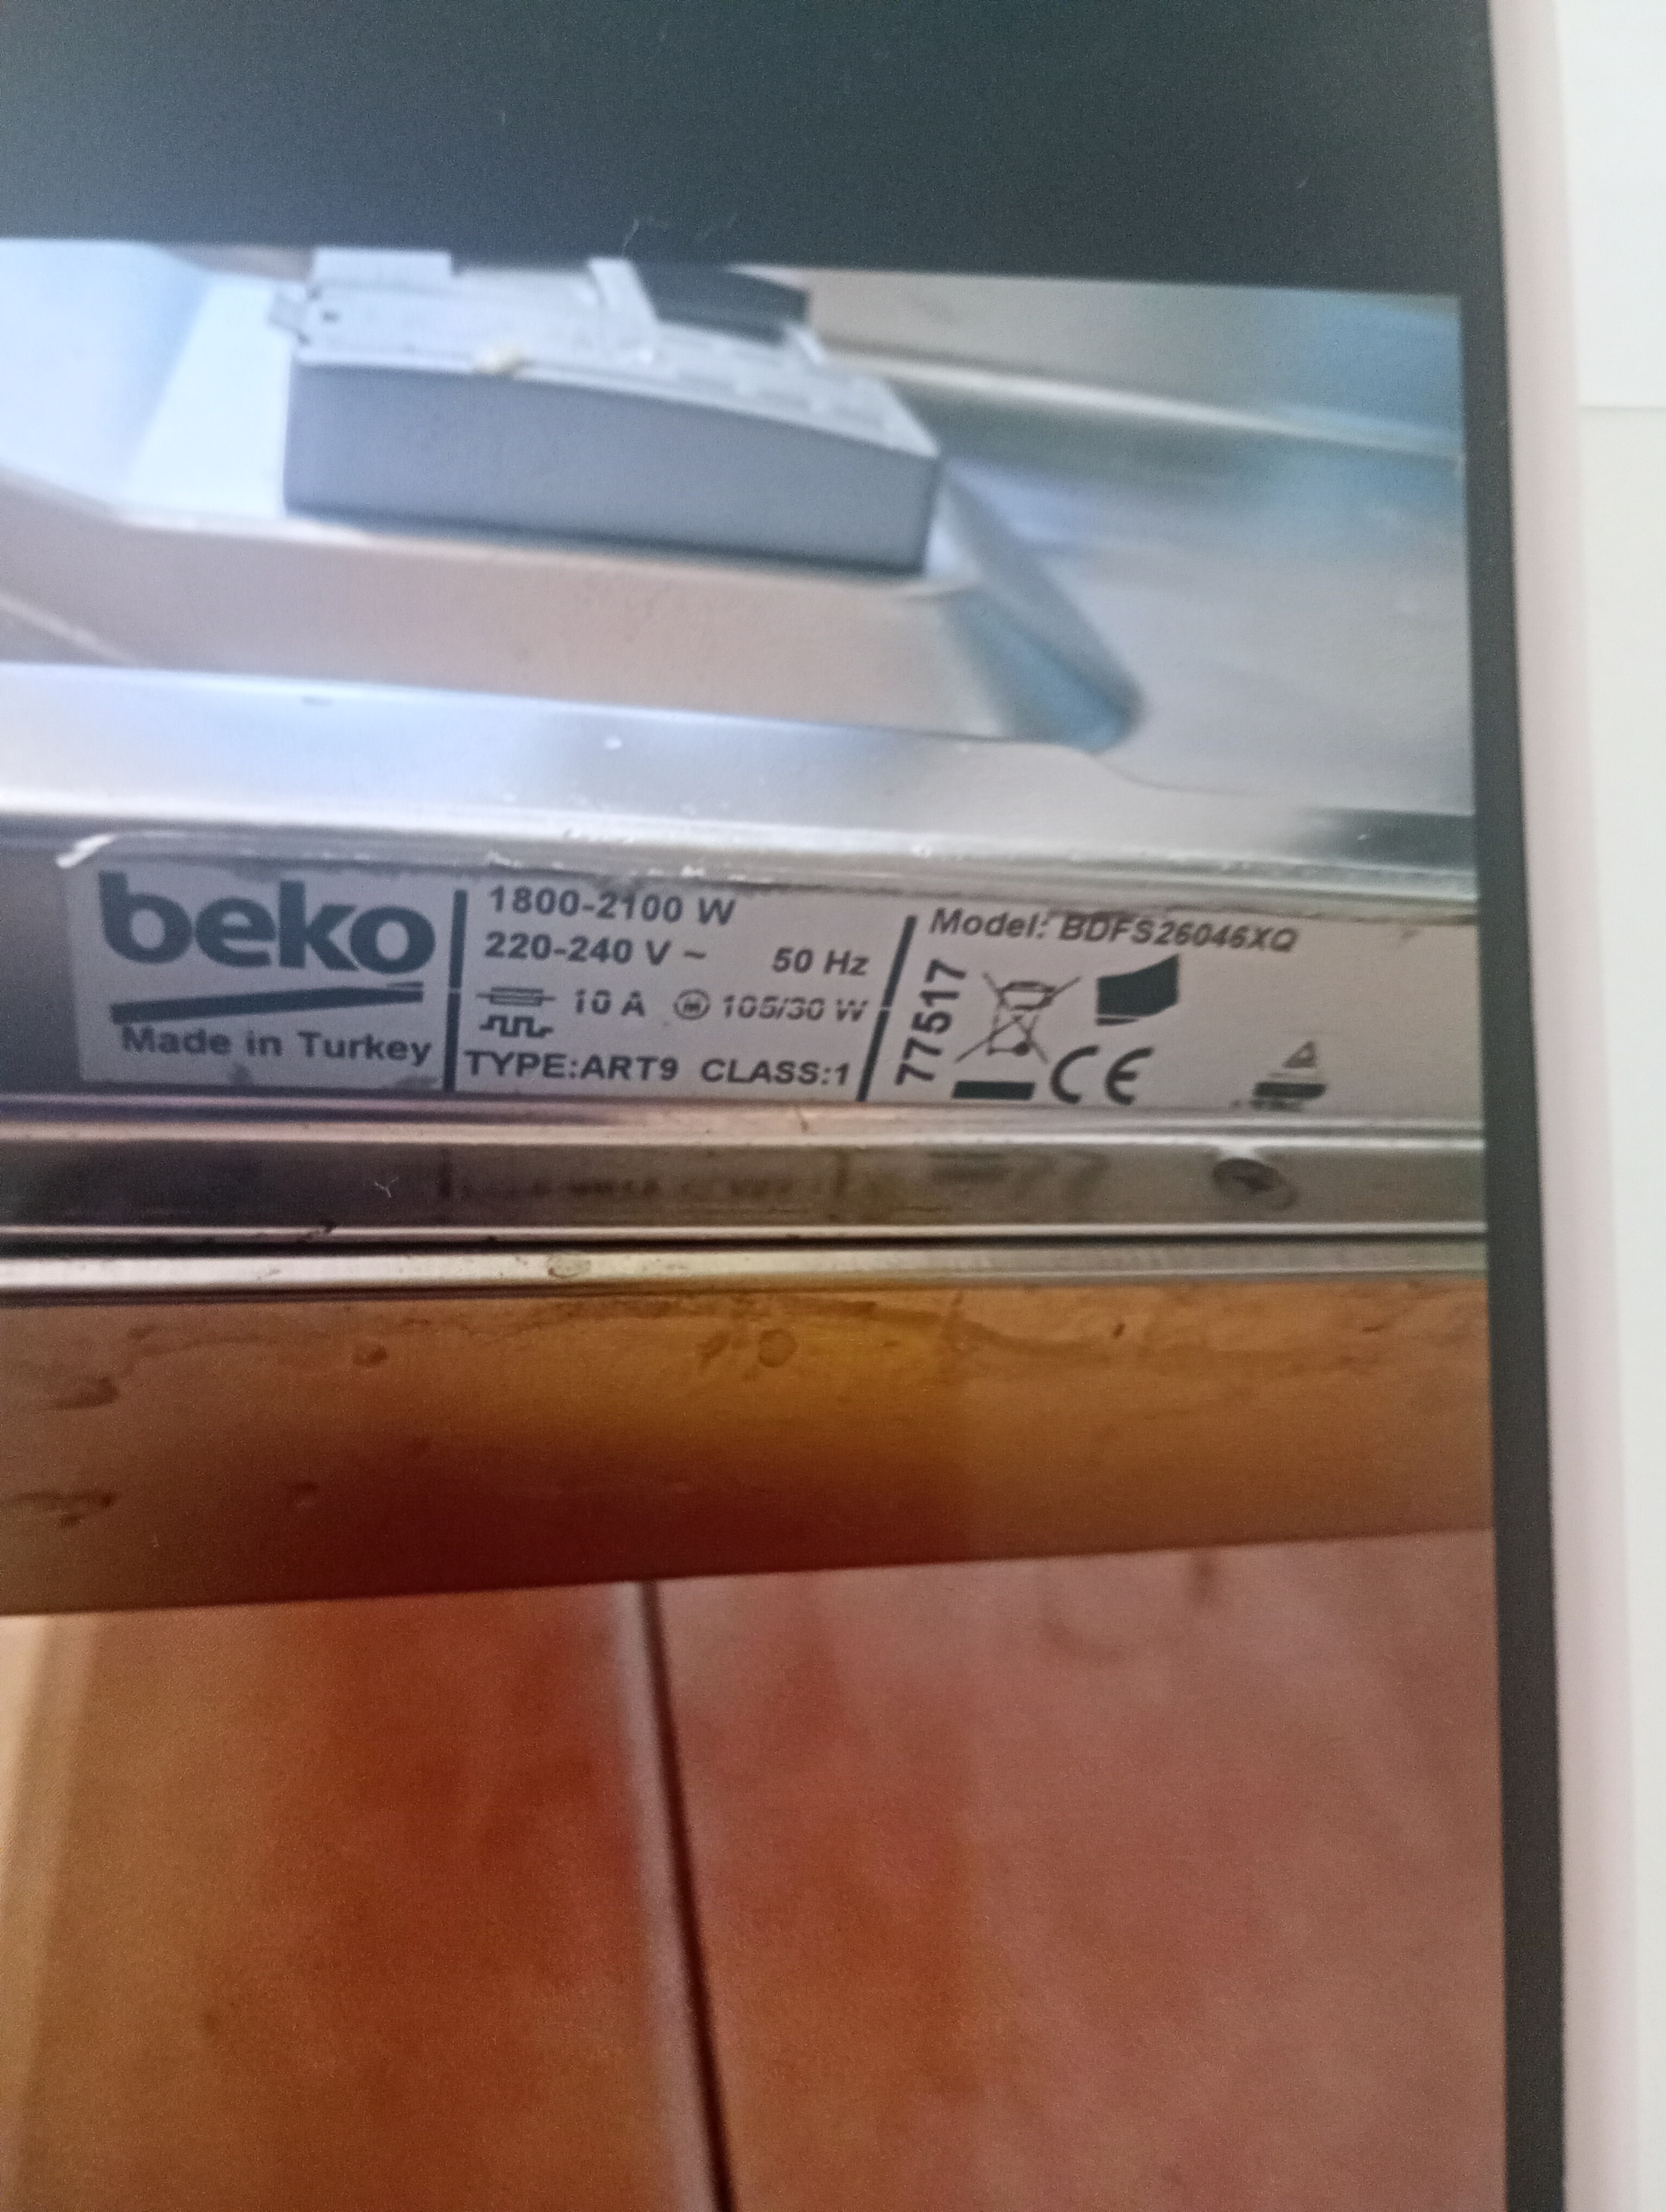 beko
Made in Turkey
1800-2100 W
220-240 V ~ 50 Hz
10 A M 105/30 W
TYPE:ART9 CLASS:1
Model: BDFS26046XQ
77517
CE